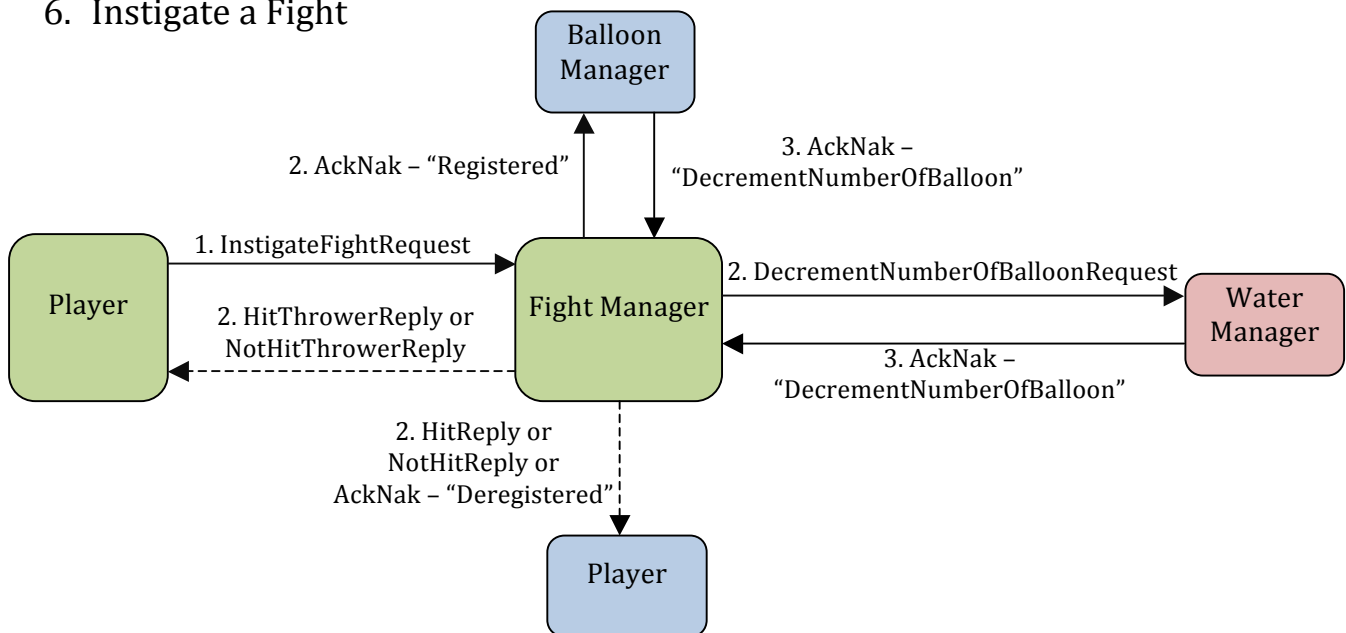 6. Instigate a Fight
Balloon
Manager
2. AckNak – “Registered”
3. AckNak –
“DecrementNumberOfBalloon”
1. InstigateFightRequest
Player
2. HitThrowerReply or
NotHitThrowerReply
Fight Manager
2. DecrementNumberOfBalloonRequest
Water
Manager
3. AckNak –
“DecrementNumberOfBalloon”
2. HitReply or
NotHitReply or
AckNak – “Deregistered”
Player